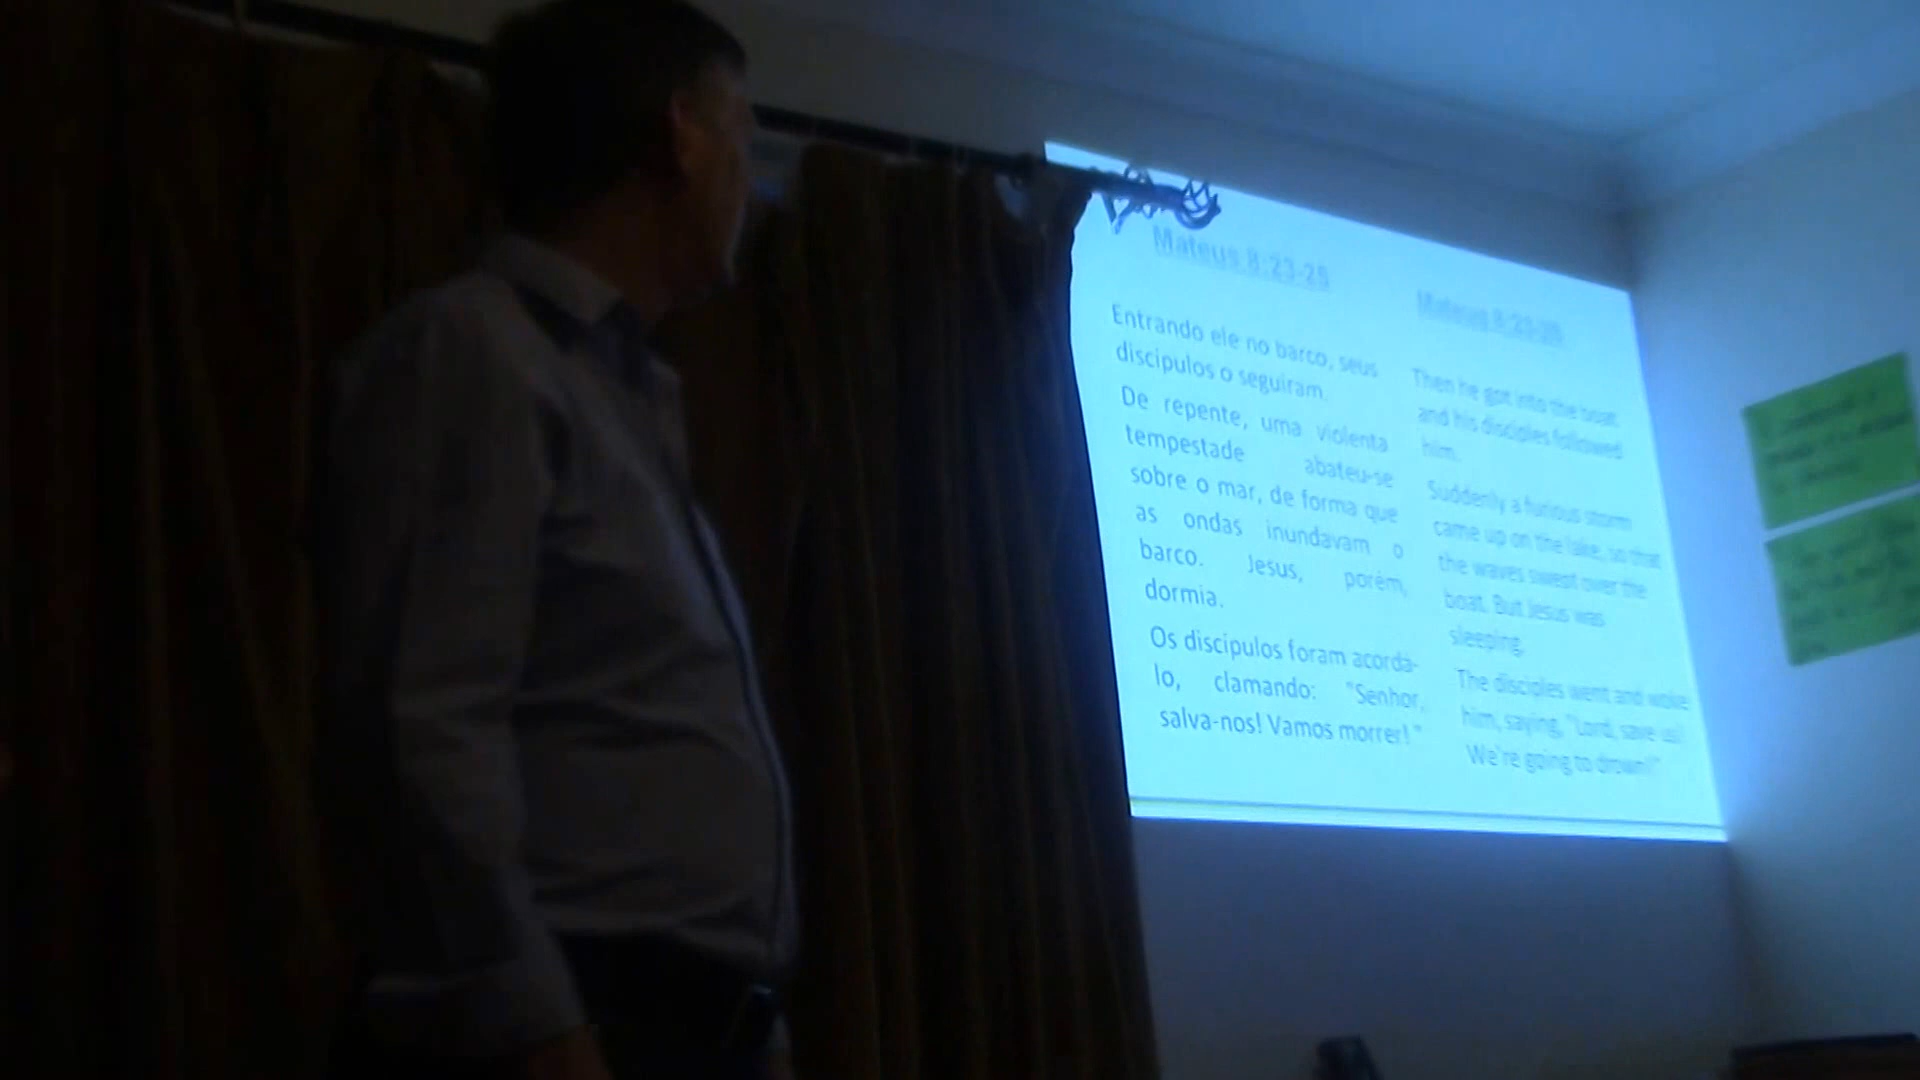 Mateus 8:23-25
Entrando ele no barco, seus
discípulos o seguiram.
De repente, uma violenta
tempestade abateu-se
sobre o mar, de forma que
as ondas inundavam o
barco. Jesus, porém,
dormia.
Os discípulos foram acordá-
lo, clamando: "Senhor,
salva-nos! Vamos morrer!"
Mateus 8:23-25
Then he got into the boat
and his disciples followed
him.
Suddenly a furious storm
came up on the lake, so that
the waves swept over the
boat. But Jesus was
sleeping.
The disciples went and woke
him, saying, "Lord, save us!
We're going to drown!"